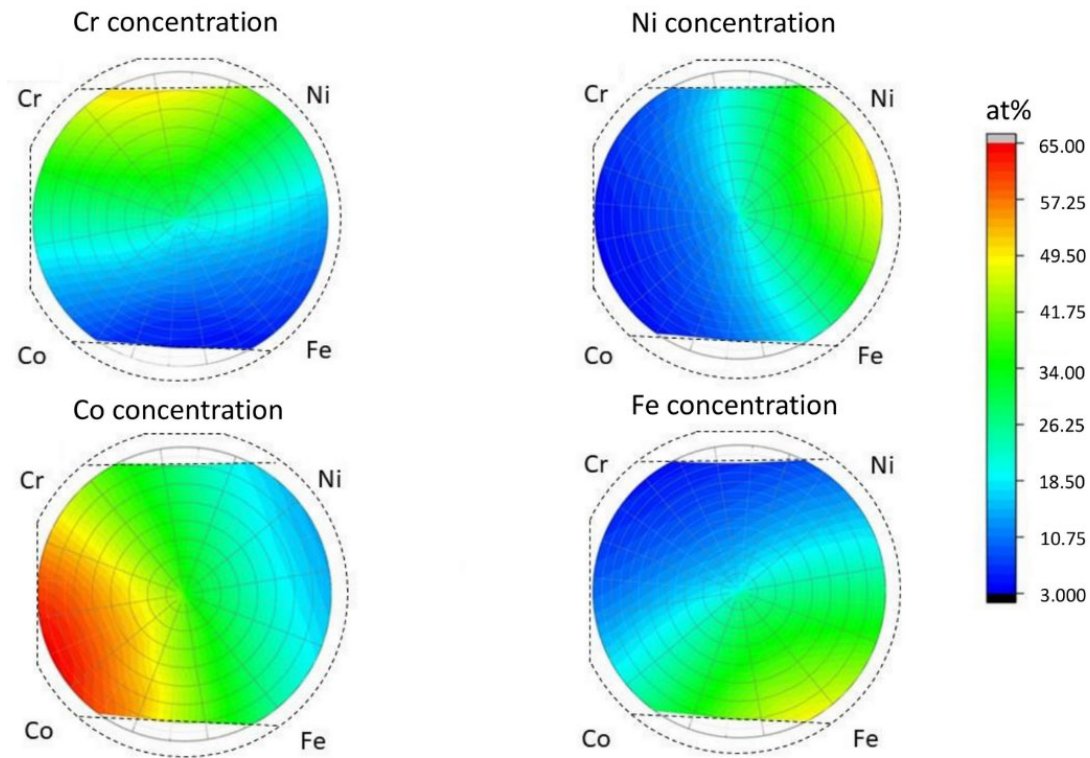 Cr concentration
Ni concentration
Cr
Ni
Cr
Ni
Co
Fe
Co
Fe
at%
65.00
57.25
49.50
41.75
34.00
26.25
18.50
10.75
3.000
Co concentration
Fe concentration
Cr
Ni
Cr
Ni
Co
Fe
Co
Fe